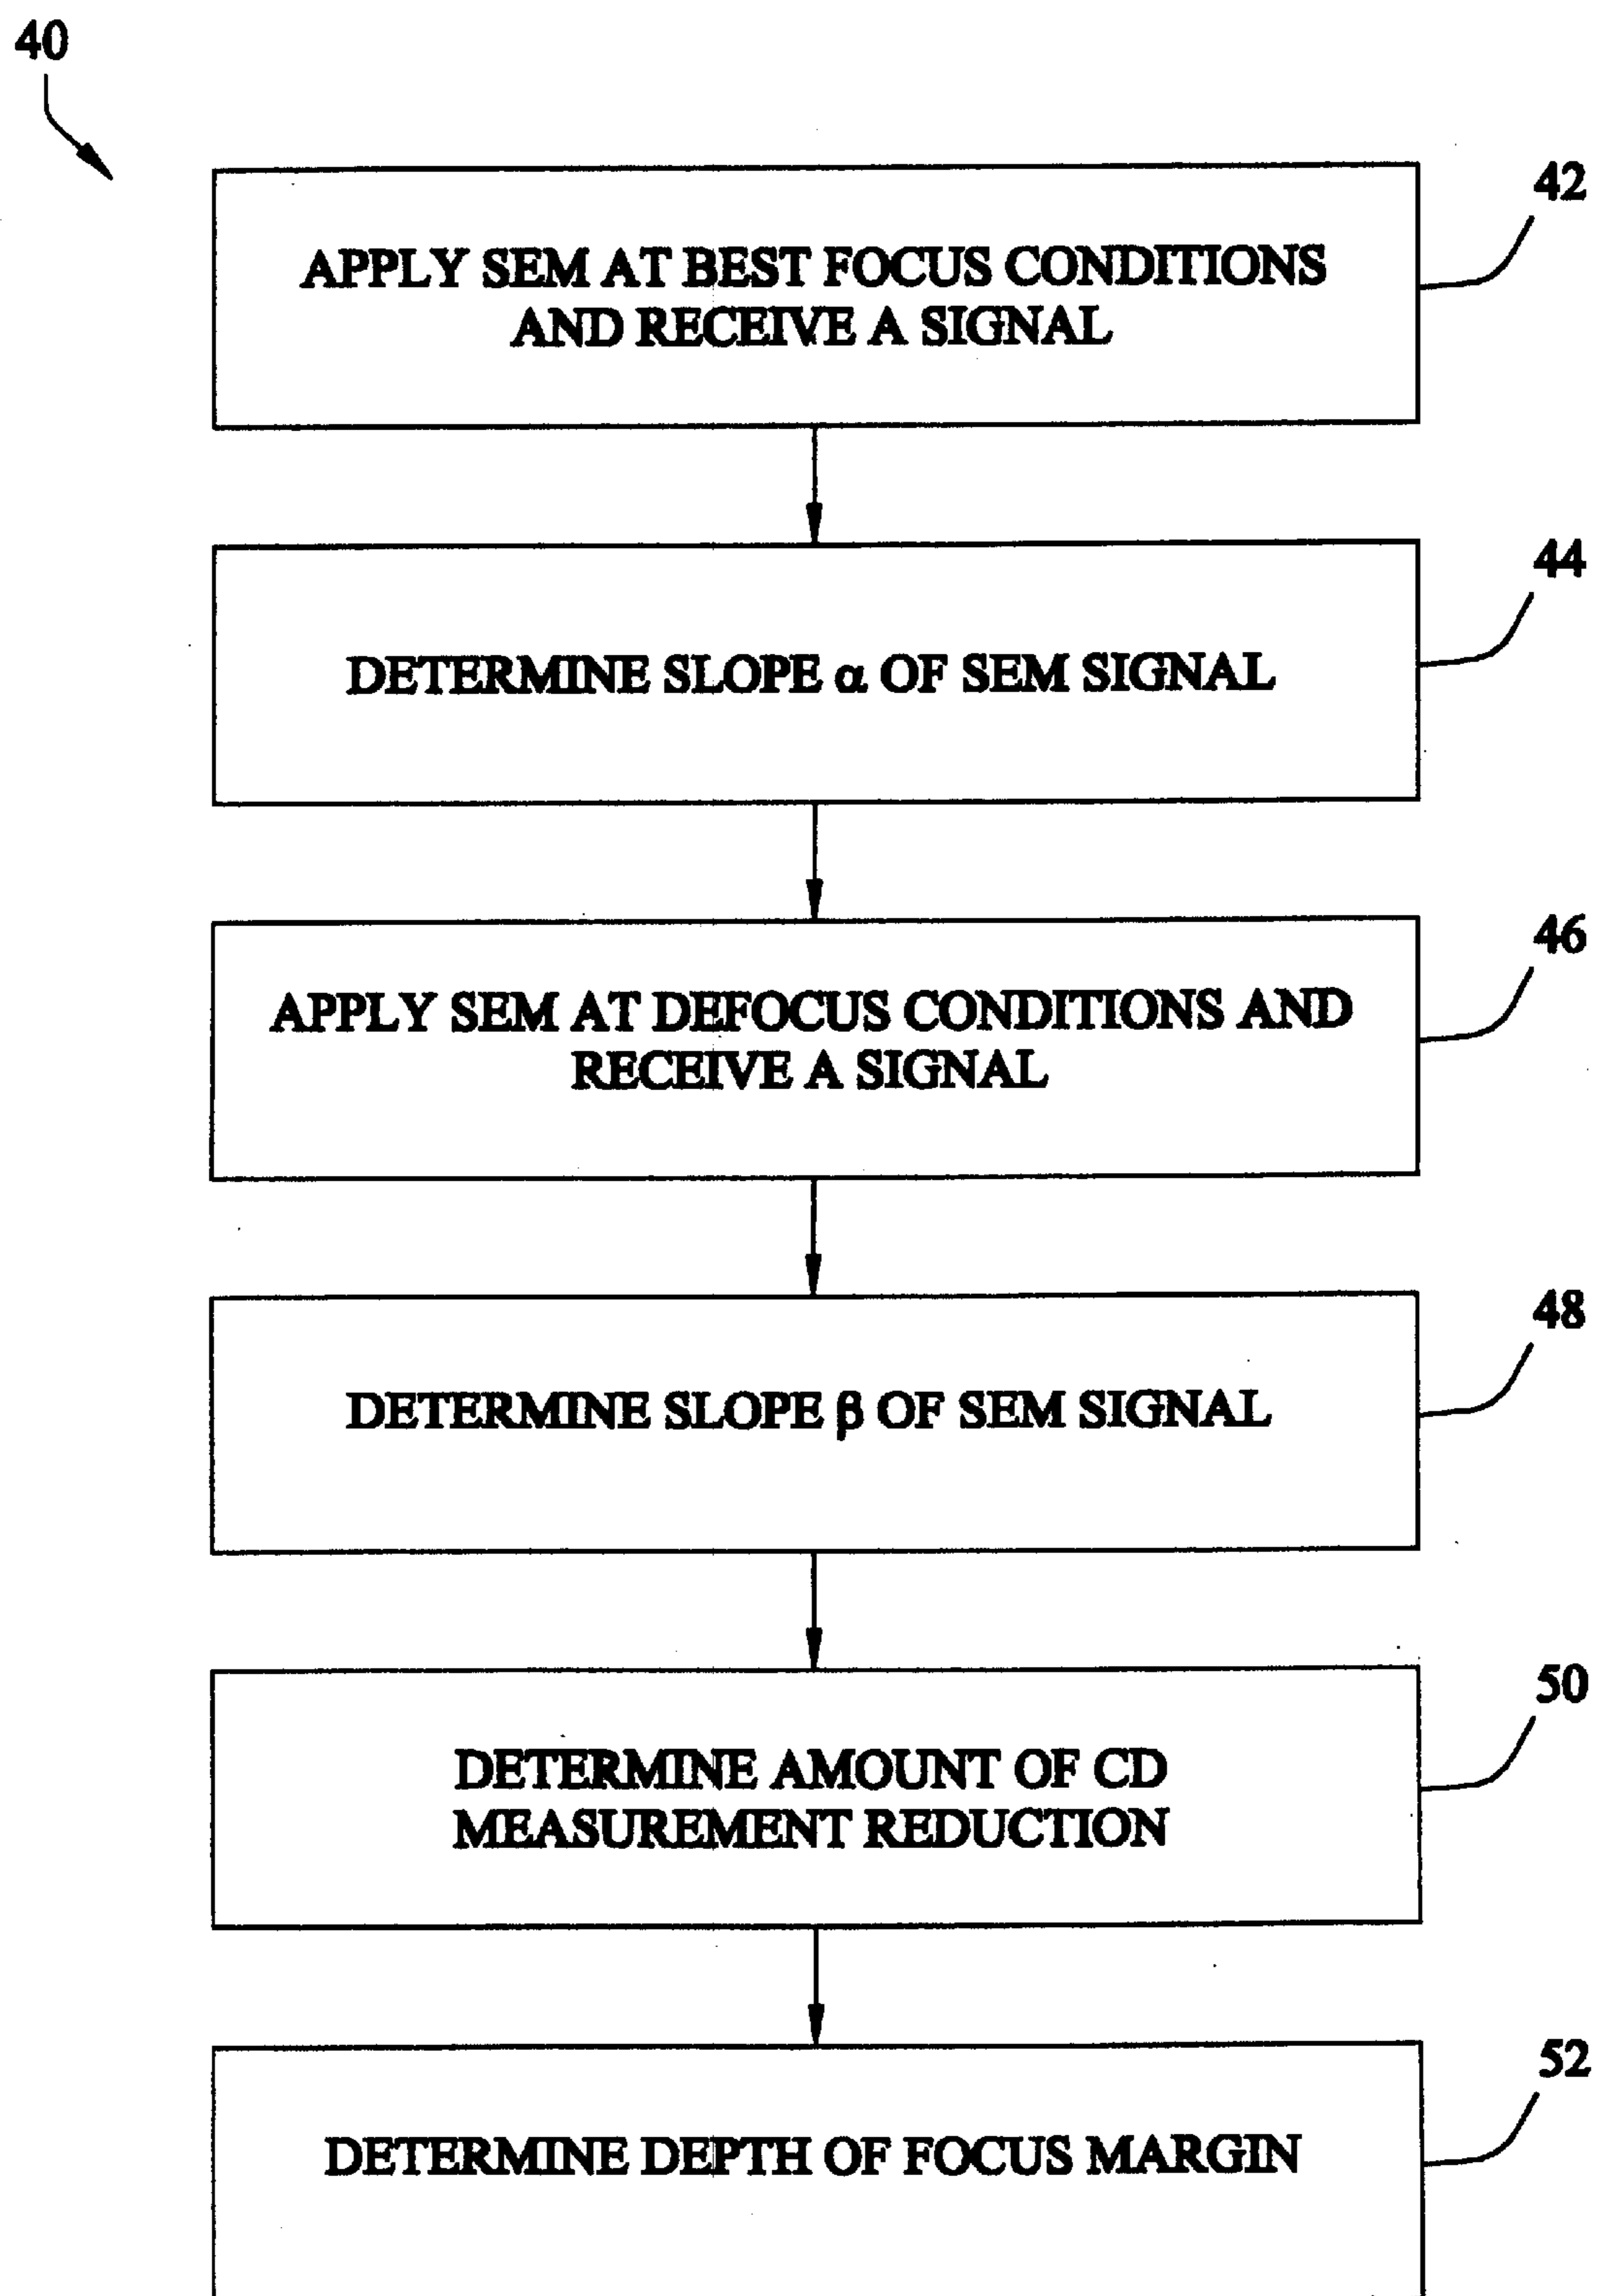 40
42
APPLY SEM AT BEST FOCUS CONDITIONS
AND RECEIVE A SIGNAL
44
DETERMINE SLOPE α OF SEM SIGNAL
46
APPLY SEM AT DEFOCUS CONDITIONS AND
RECEIVE A SIGNAL
48
DETERMINE SLOPE β OF SEM SIGNAL
50
DETERMINE AMOUNT OF CD
MEASUREMENT REDUCTION
52
DETERMINE DEPTH OF FOCUS MARGIN